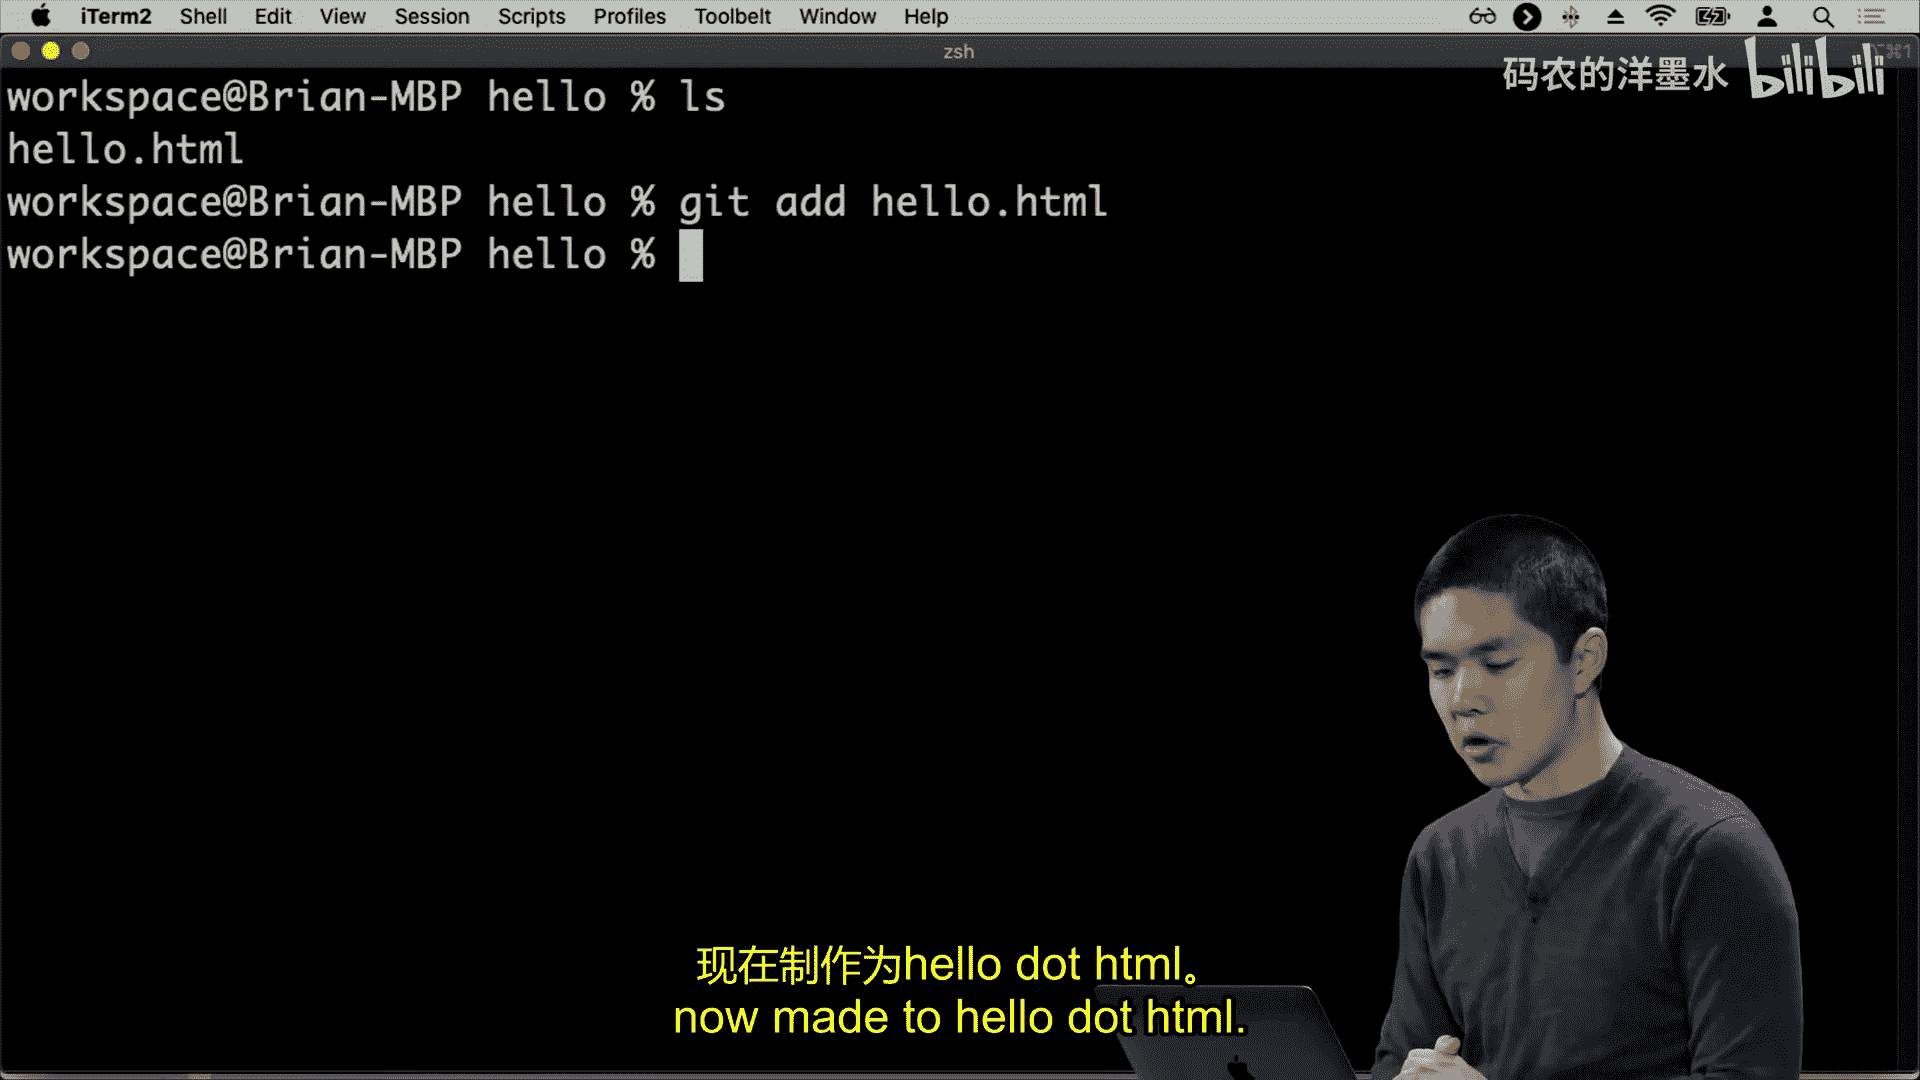 iTerm2 Shell Edit View Session Scripts Profiles Toolbelt Window Help
zsh
⌘1
码农的洋墨水 bilibili
workspace@Brian-MBP hello % ls
hello.html
workspace@Brian-MBP hello % git add hello.html
workspace@Brian-MBP hello %
现在制作为hello dot html。
now made to hello dot html.